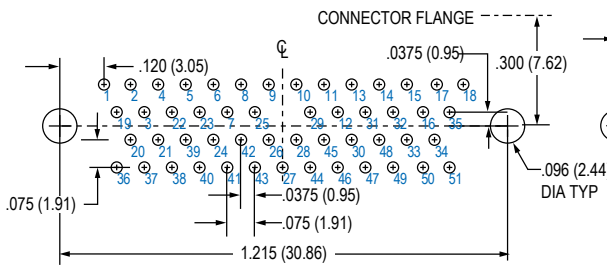 CONNECTOR FLANGE
℄
.120 (3.05)
.0375 (0.95)
.300 (7.62)
1 2 4 5 6 8 9 10 11 14 15 17 18
19 3 22 23 7 25 29 12 31 32 16 35
20 21 39 24 42 26 28 45 30 48 33 34
36 37 38 40 41 43 27 44 46 47 49 50 51
.075 (1.91)
.096 (2.44
DIA TYP
.0375 (0.95)
.075 (1.91)
1.215 (30.86)